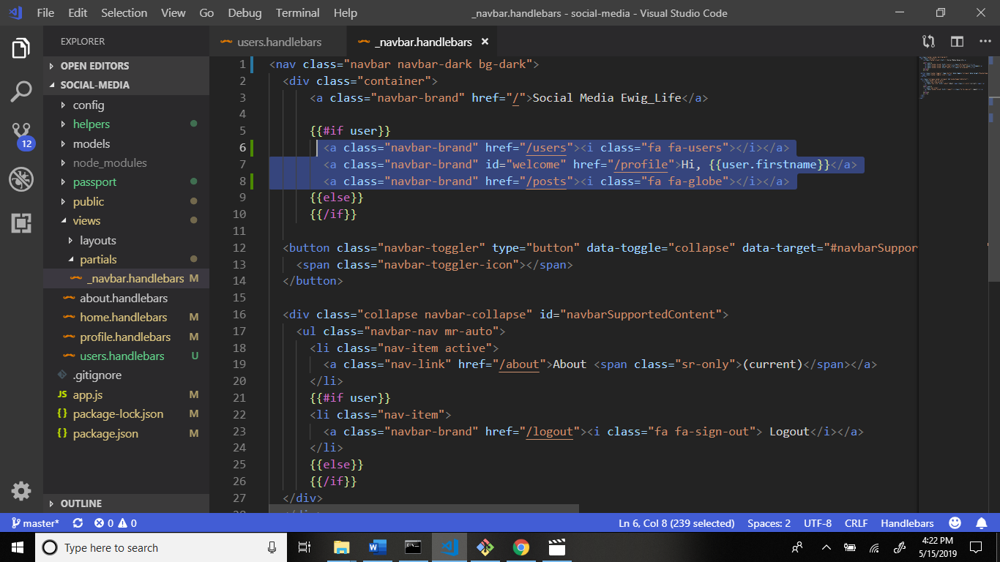 File Edit Selection View Go Debug Terminal Help
_navbar.handlebars - social-media - Visual Studio Code
EXPLORER
OPEN EDITORS
SOCIAL-MEDIA
config
helpers
models
node_modules
passport
public
views
layouts
partials
_navbar.handlebars M
about.handlebars
home.handlebars M
profile.handlebars M
users.handlebars U
.gitignore
JS app.js M
{} package-lock.json M
{} package.json M
OUTLINE
12
users.handlebars
_navbar.handlebars ×
1 <nav class="navbar navbar-dark bg-dark">
2 <div class="container">
3 <a class="navbar-brand" href="/">Social Media Ewig_Life</a>
4
5 {{#if user}}
6 <a class="navbar-brand" href="/users"><i class="fa fa-users"></i></a>
7 <a class="navbar-brand" id="welcome" href="/profile">Hi, {{user.firstname}}</a>
8 <a class="navbar-brand" href="/posts"><i class="fa fa-globe"></i></a>
9 {{else}}
10 {{/if}}
11
12 <button class="navbar-toggler" type="button" data-toggle="collapse" data-target="#navbarSuppor
13 <span class="navbar-toggler-icon"></span>
14 </button>
15
16 <div class="collapse navbar-collapse" id="navbarSupportedContent">
17 <ul class="navbar-nav mr-auto">
18 <li class="nav-item active">
19 <a class="nav-link" href="/about">About <span class="sr-only">(current)</span></a>
20 </li>
21 {{#if user}}
22 <li class="nav-item">
23 <a class="navbar-brand" href="/logout"><i class="fa fa-sign-out"> Logout</i></a>
24 </li>
25 {{else}}
26 {{/if}}
27 </div>
master* 0 0
Ln 6, Col 8 (239 selected) Spaces: 2 UTF-8 CRLF Handlebars
Type here to search
4:22 PM
5/15/2019